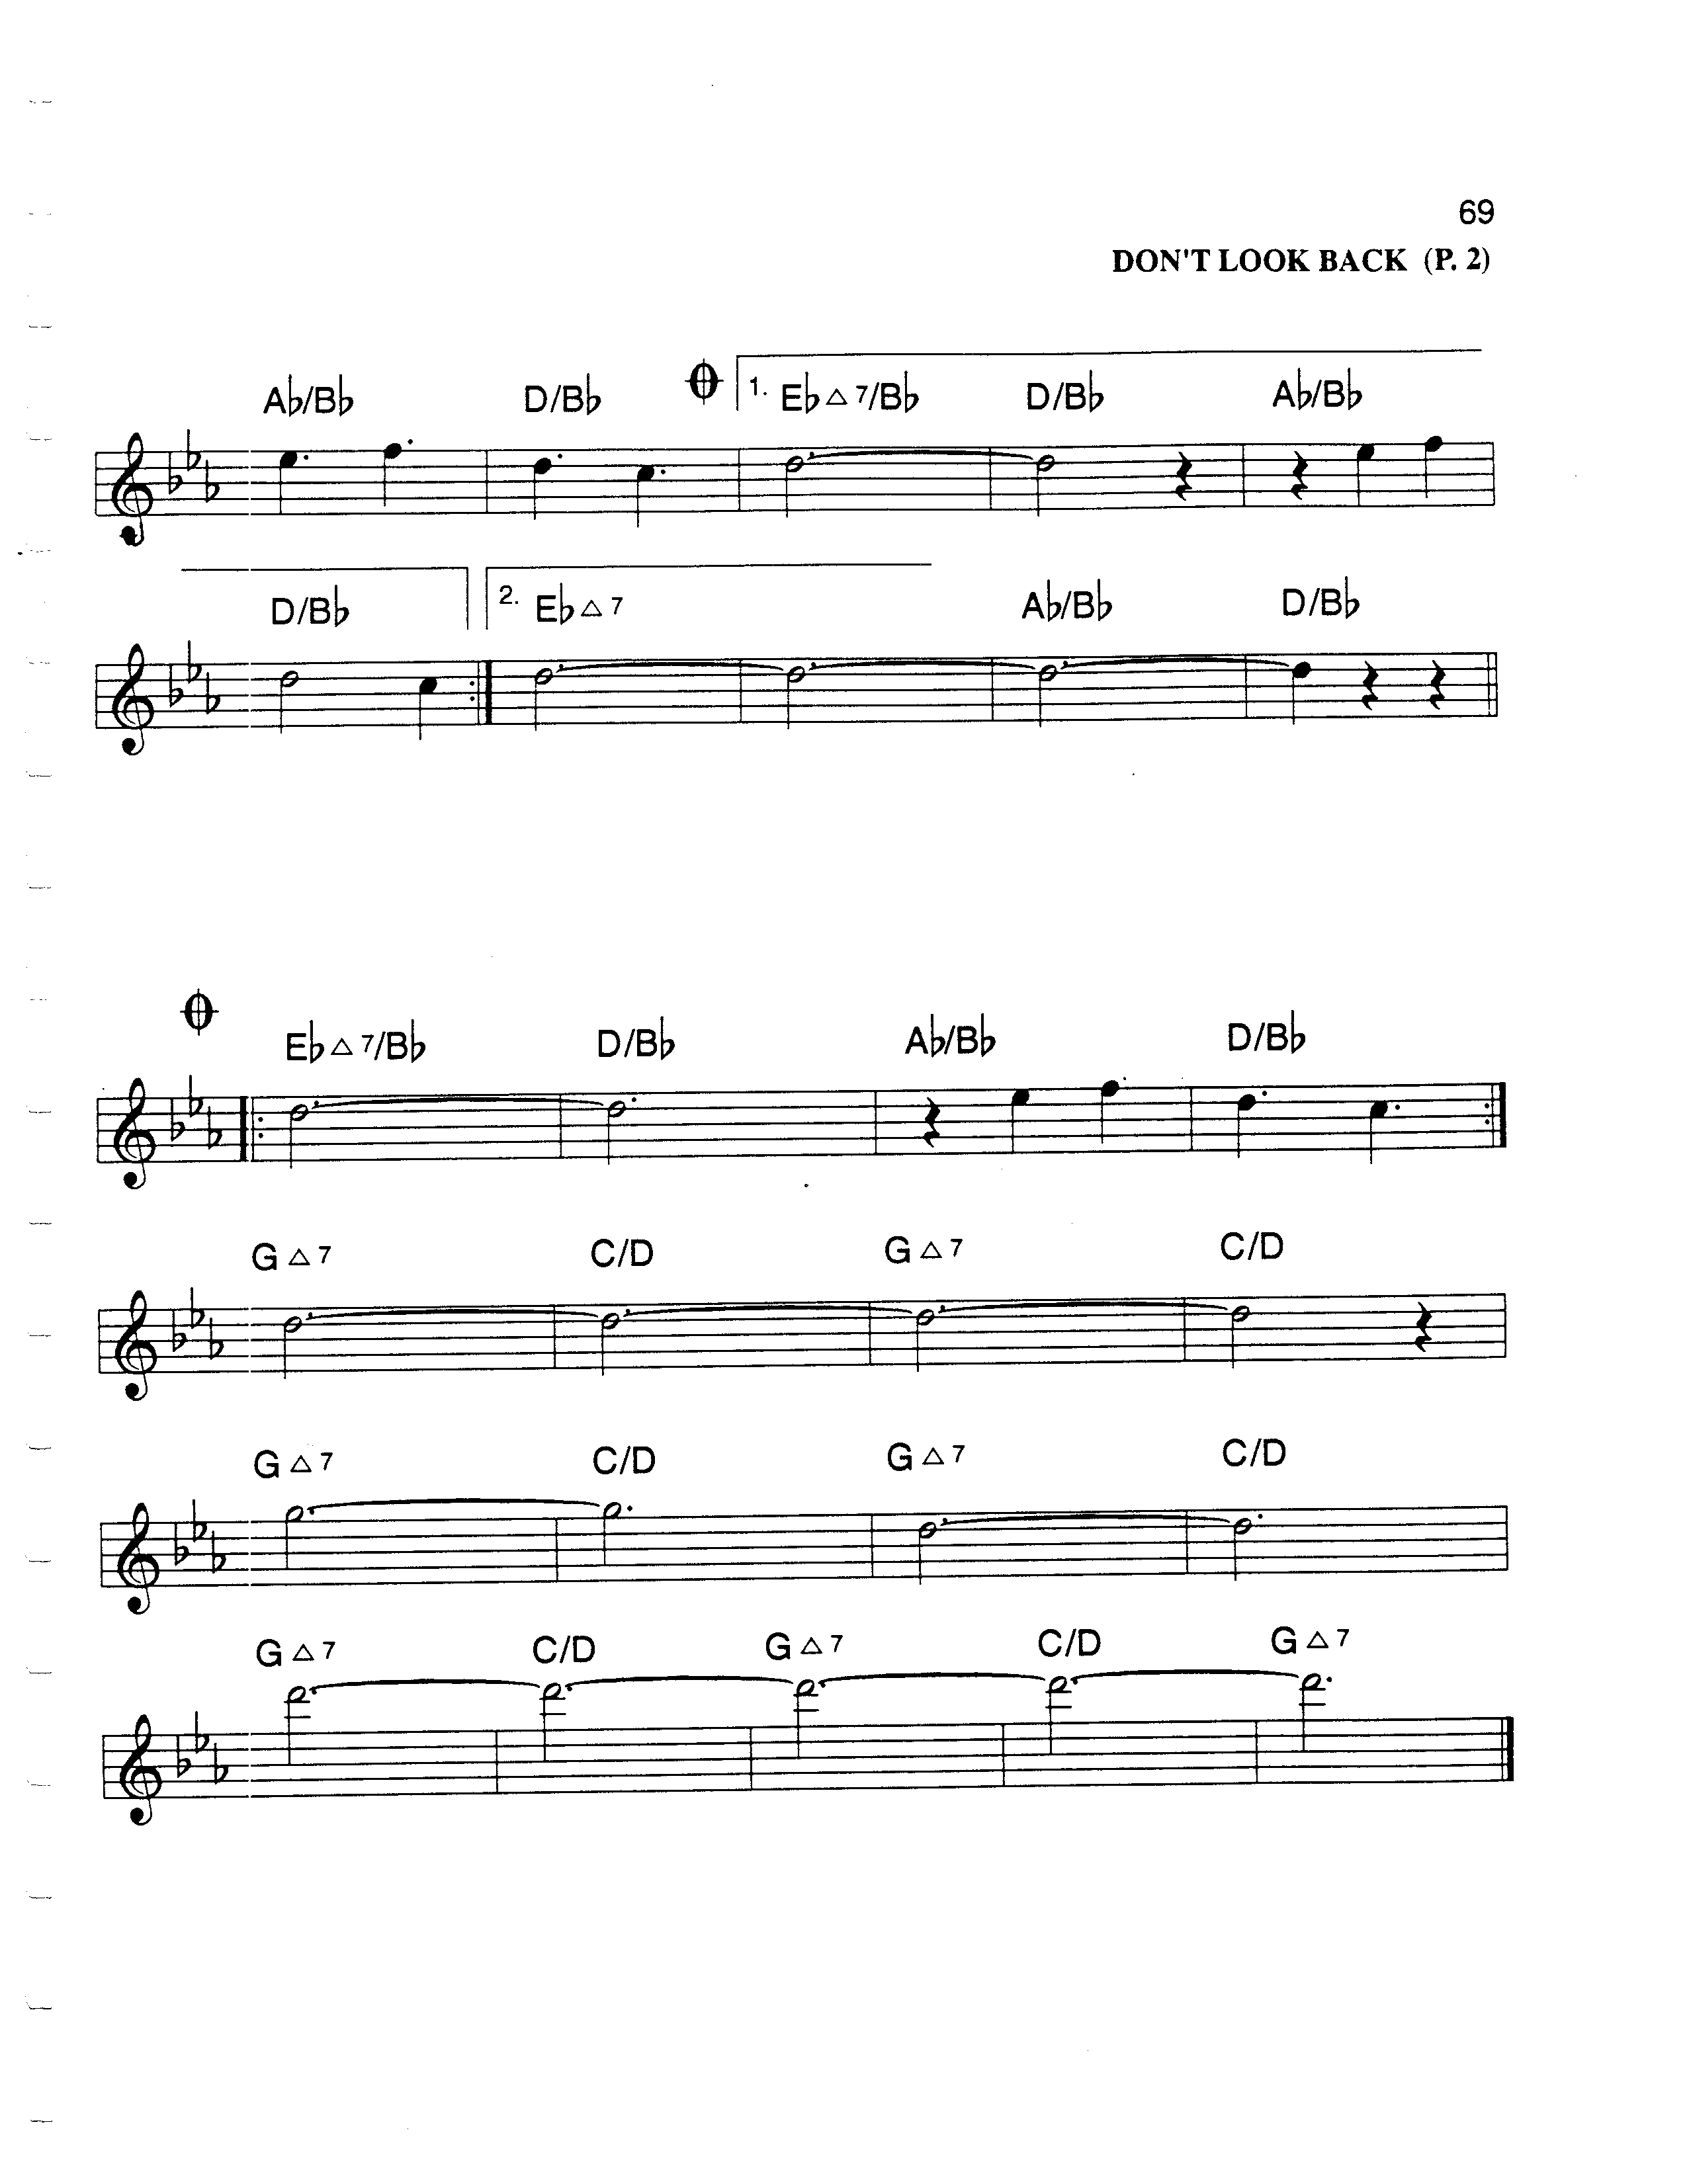 69
DON'T LOOK BACK (P. 2)
A♭/B♭ D/B♭ 1. E♭△7/B♭ D/B♭ A♭/B♭
D/B♭ 2. E♭△7 A♭/B♭ D/B♭
E♭△7/B♭ D/B♭ A♭/B♭ D/B♭
G△7 C/D G△7 C/D
G△7 C/D G△7 C/D
G△7 C/D G△7 C/D G△7